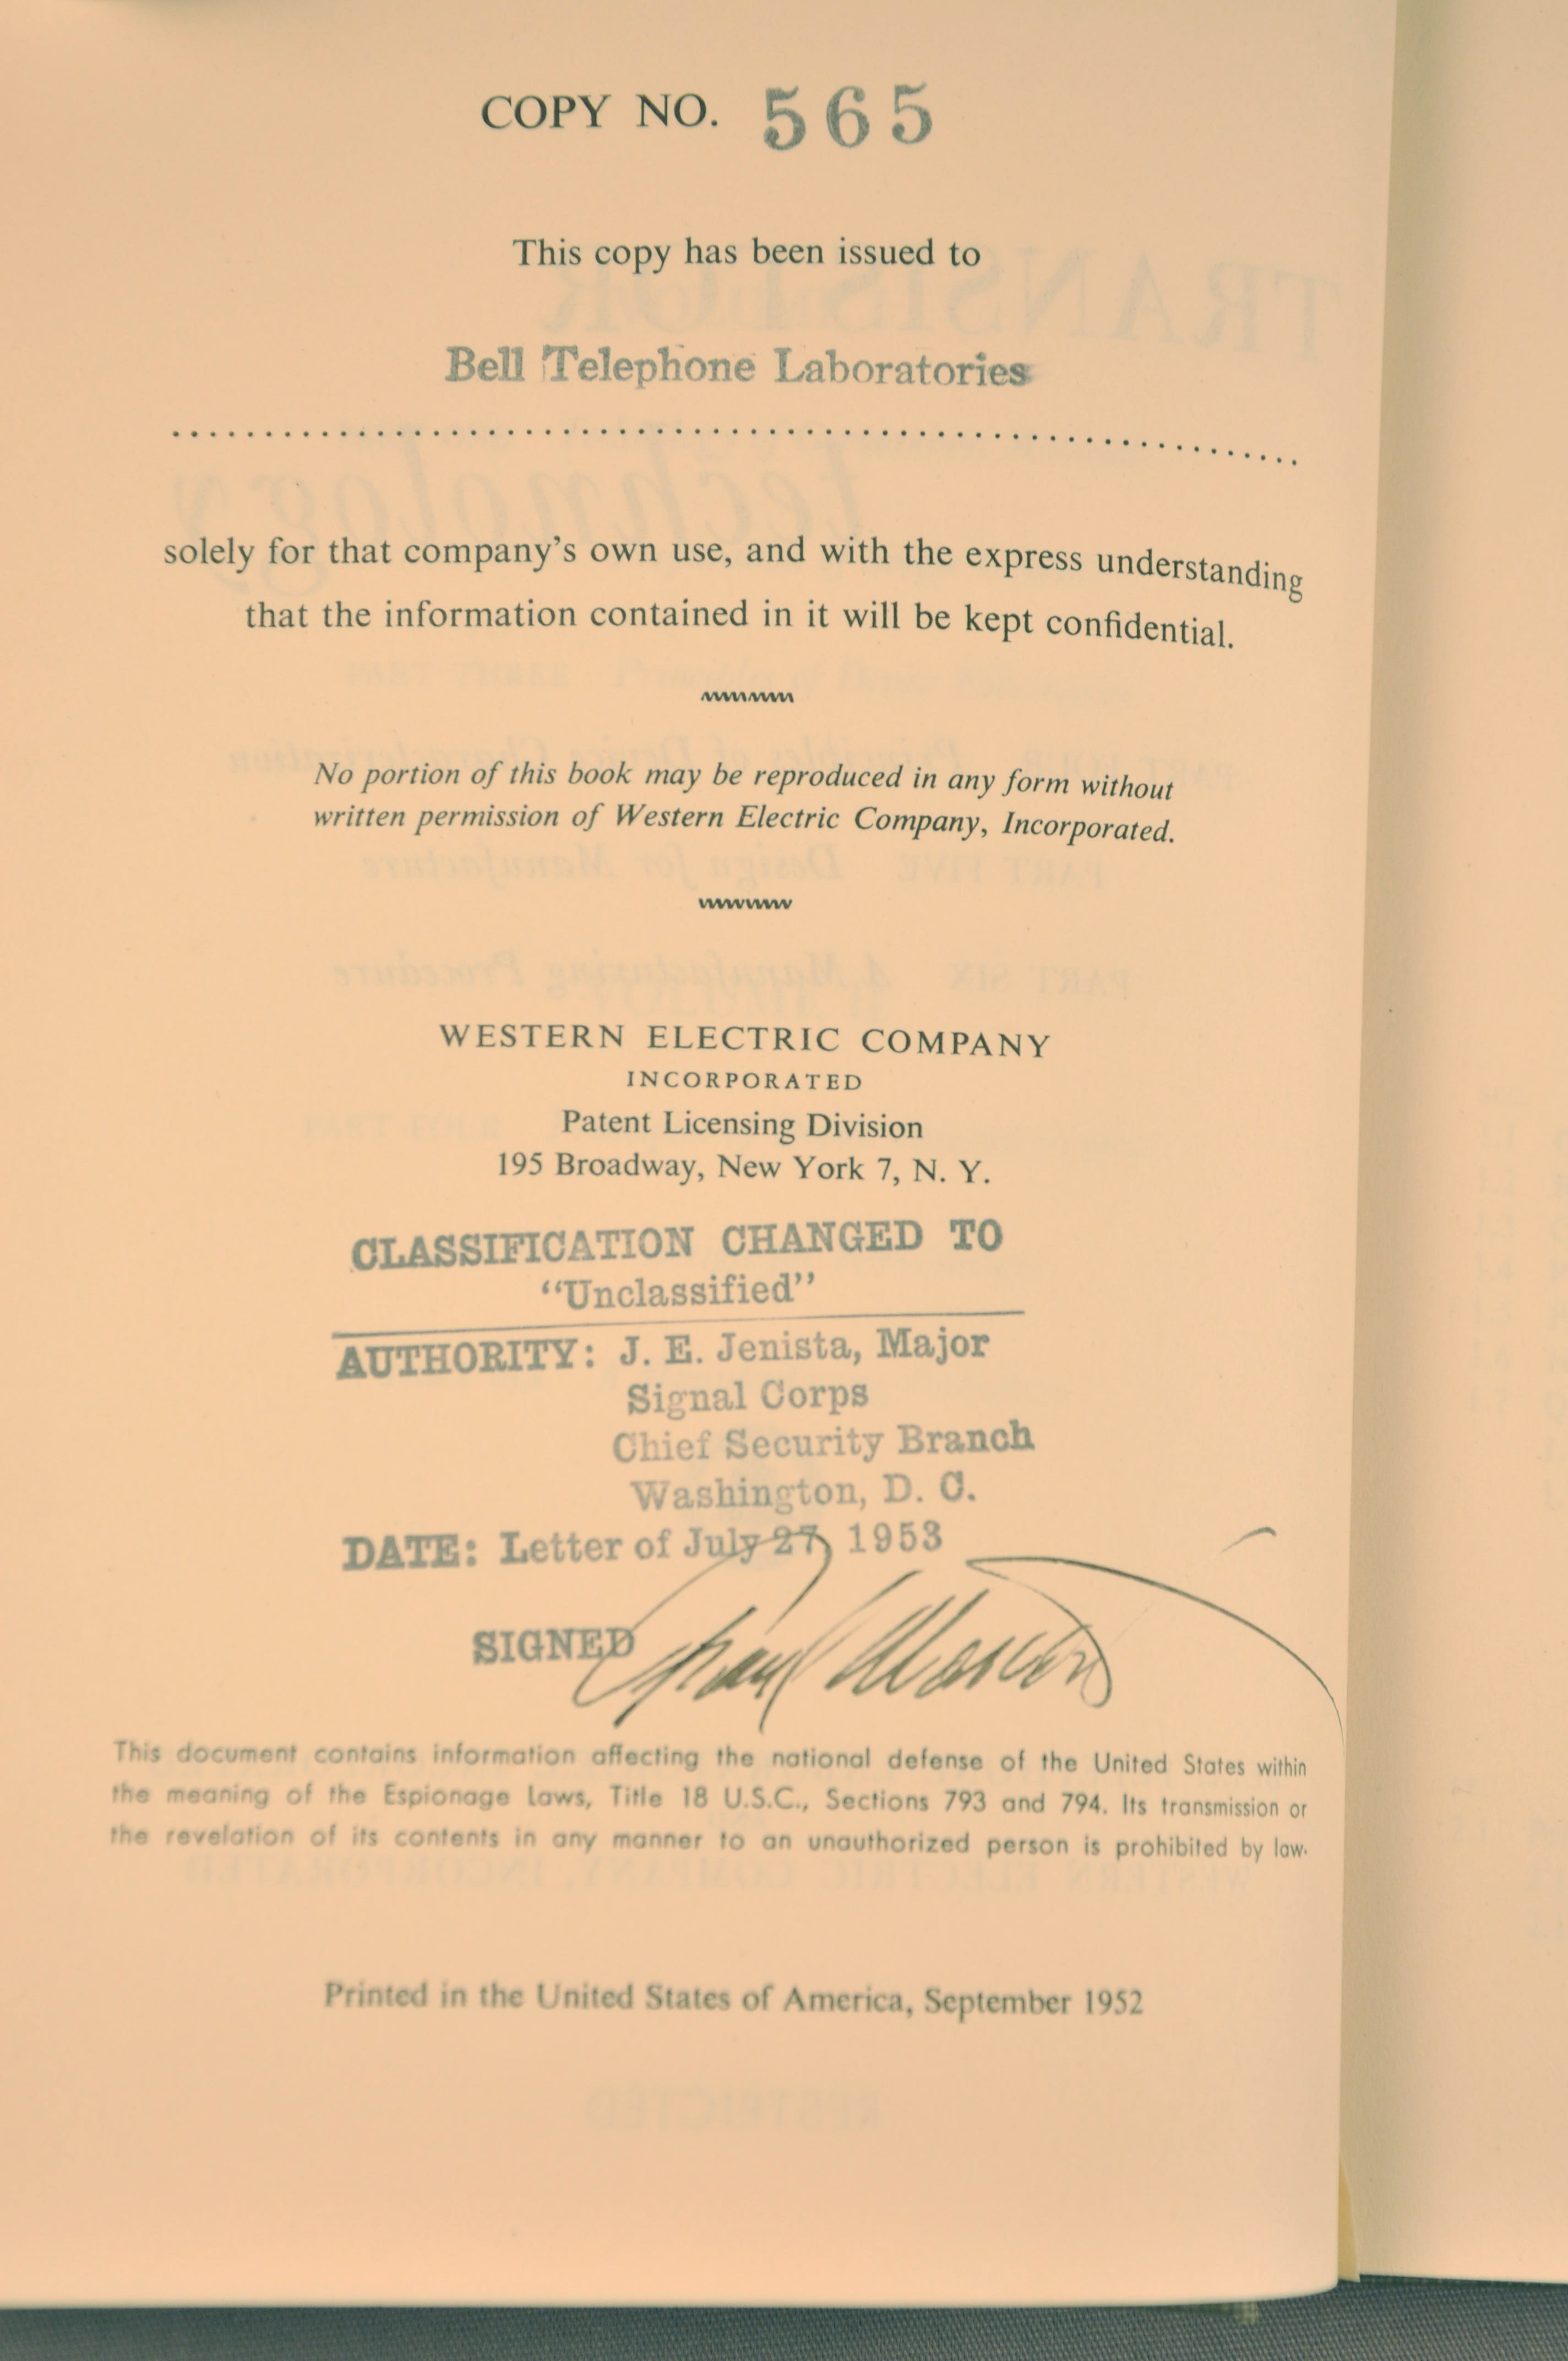 COPY NO. 565
This copy has been issued to
Bell Telephone Laboratories
solely for that company's own use, and with the express understanding
that the information contained in it will be kept confidential.
No portion of this book may be reproduced in any form without
written permission of Western Electric Company, Incorporated.
WESTERN ELECTRIC COMPANY
INCORPORATED
Patent Licensing Division
195 Broadway, New York 7, N. Y.
CLASSIFICATION CHANGED TO
"Unclassified"
AUTHORITY: J. E. Jenista, Major
Signal Corps
Chief Security Branch
Washington, D. C.
DATE: Letter of July 27, 1953
SIGNED
This document contains information affecting the national defense of the United States within
the meaning of the Espionage Laws, Title 18 U.S.C., Sections 793 and 794. Its transmission or
the revelation of its contents in any manner to an unauthorized person is prohibited by law.
Printed in the United States of America, September 1952